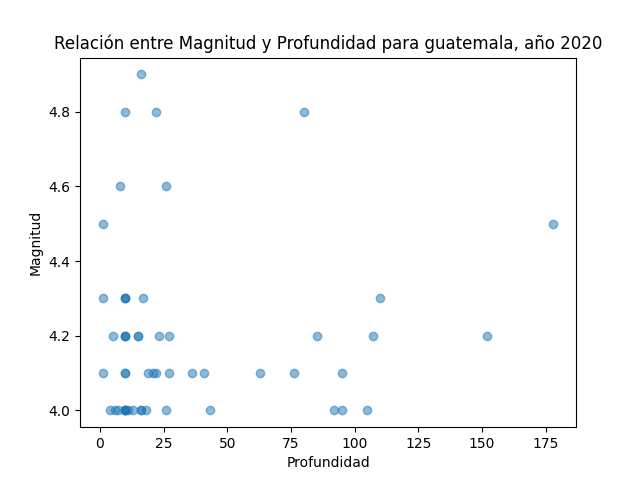 Relación entre Magnitud y Profundidad para guatemala, año 2020
4.8
4.6
4.4
4.2
4.0
Magnitud
0 25 50 75 100 125 150 175
Profundidad